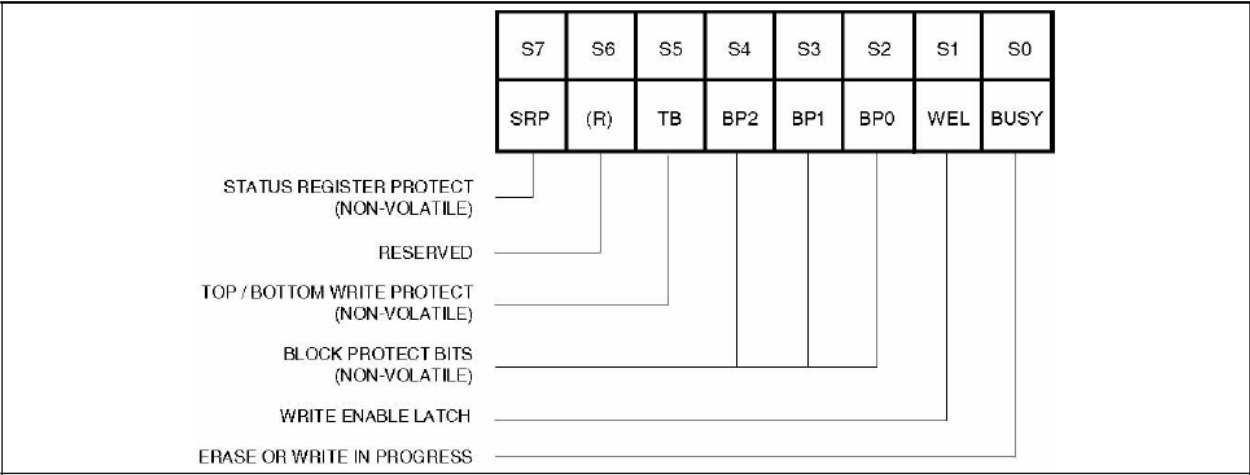 S7 S6 S5 S4 S3 S2 S1 S0
SRP (R) TB BP2 BP1 BP0 WEL BUSY
STATUS REGISTER PROTECT
(NON-VOLATILE)
RESERVED
TOP / BOTTOM WRITE PROTECT
(NON-VOLATILE)
BLOCK PROTECT BITS
(NON-VOLATILE)
WRITE ENABLE LATCH
ERASE OR WRITE IN PROGRESS